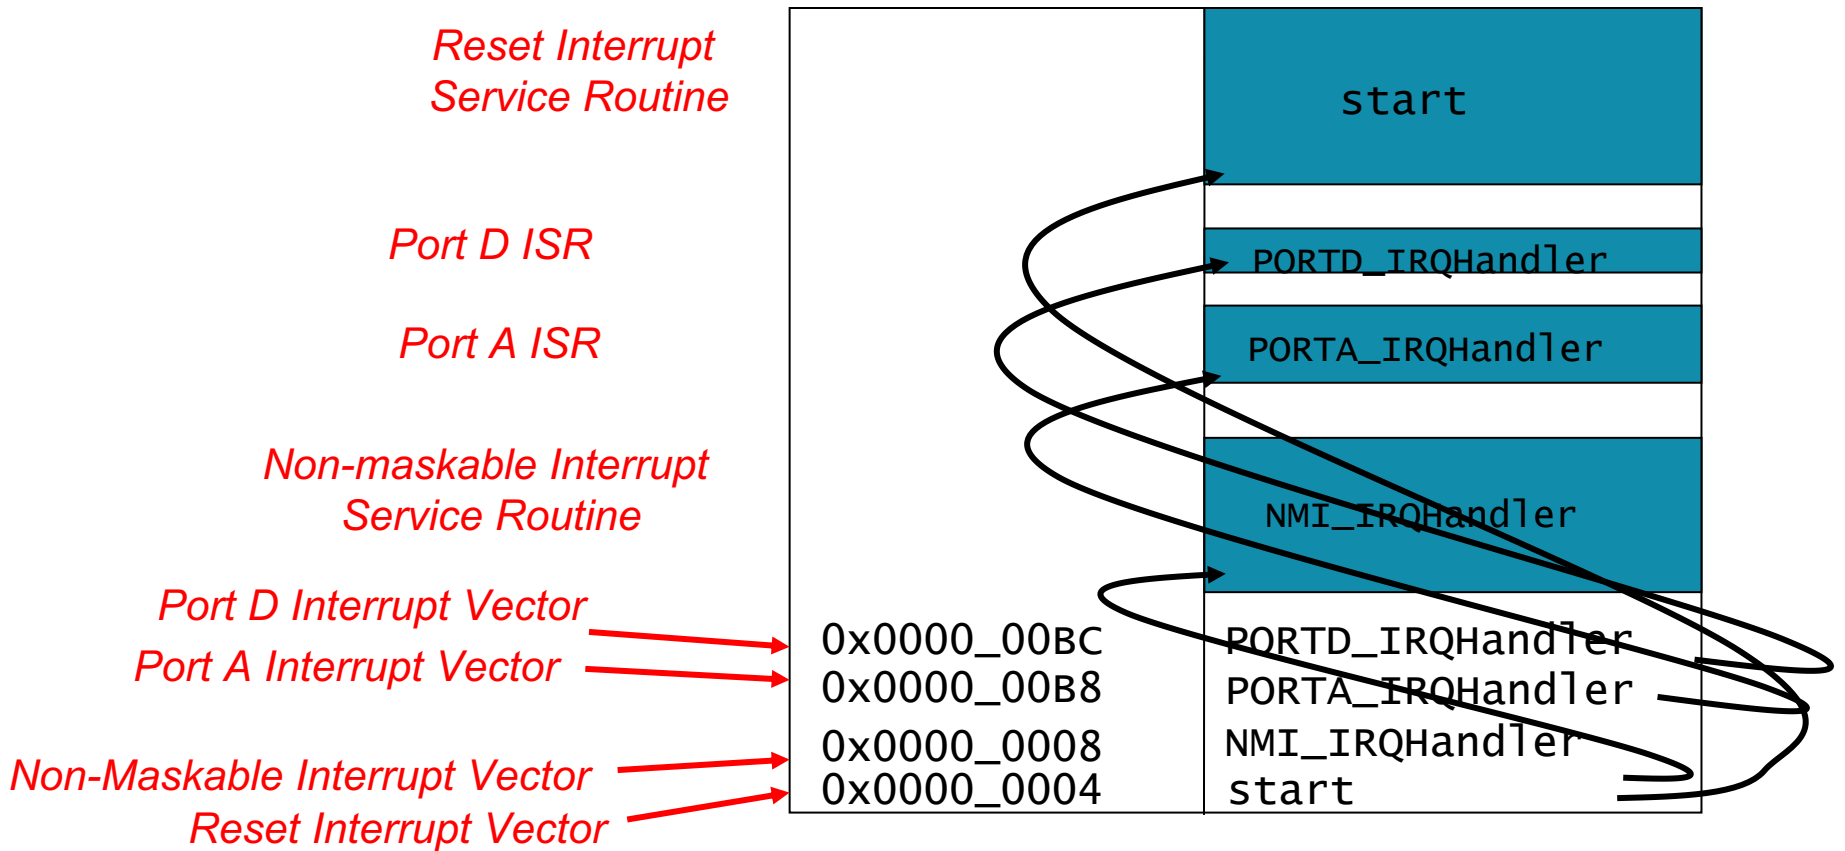 Reset Interrupt
Service Routine
start
Port D ISR
PORTD_IRQHandler
Port A ISR
PORTA_IRQHandler
Non-maskable Interrupt
Service Routine
NMI_IRQHandler
Port D Interrupt Vector
0x0000_00BC PORTD_IRQHandler
Port A Interrupt Vector
0x0000_00B8 PORTA_IRQHandler
Non-Maskable Interrupt Vector
0x0000_0008 NMI_IRQHandler
Reset Interrupt Vector
0x0000_0004 start